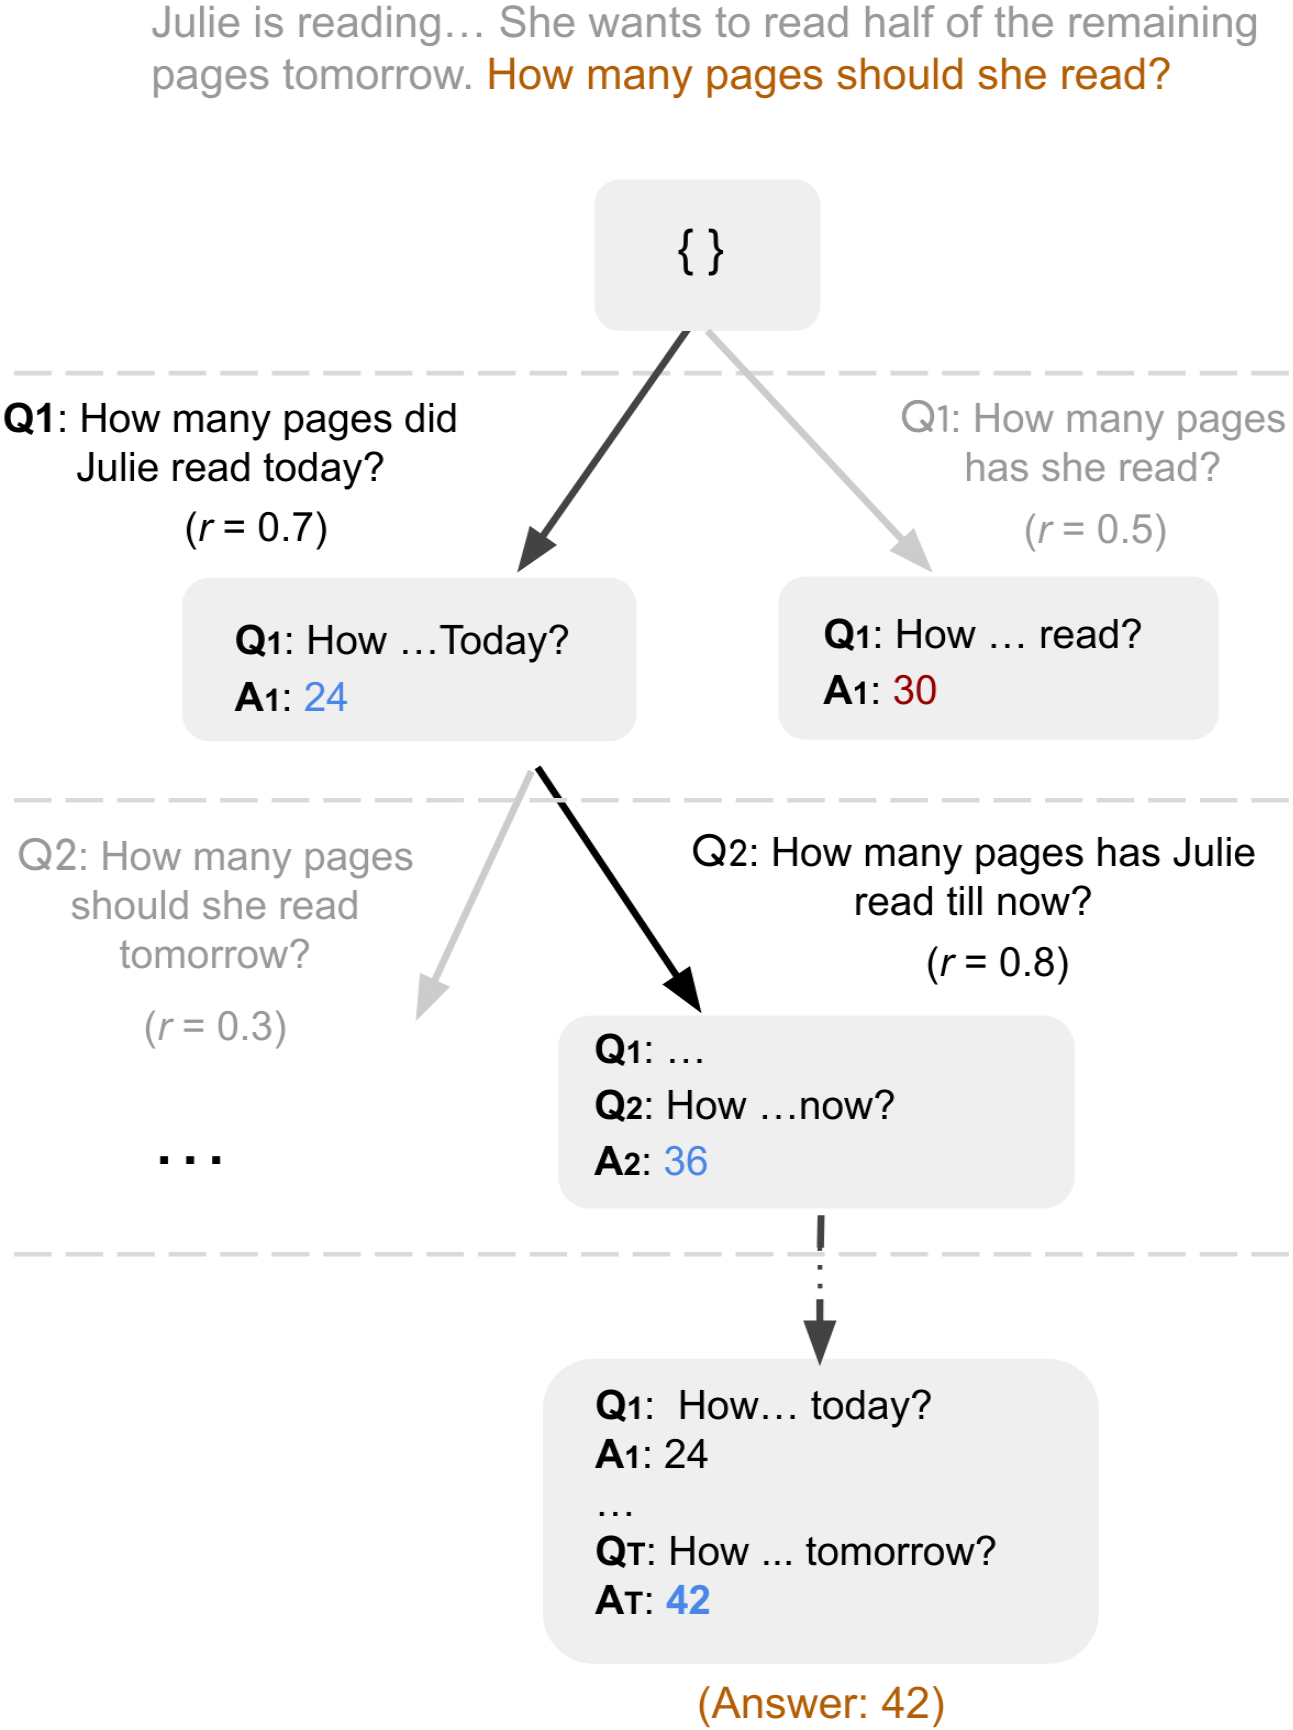 Julie is reading… She wants to read half of the remaining
pages tomorrow. How many pages should she read?
{ }
Q1: How many pages did
Julie read today?
(r = 0.7)
Q1: How many pages
has she read?
(r = 0.5)
Q1: How …Today?
A1: 24
Q1: How … read?
A1: 30
Q2: How many pages
should she read
tomorrow?
(r = 0.3)
Q2: How many pages has Julie
read till now?
(r = 0.8)
...
Q1: …
Q2: How …now?
A2: 36
Q1: How… today?
A1: 24
…
QT: How ... tomorrow?
AT: 42
(Answer: 42)